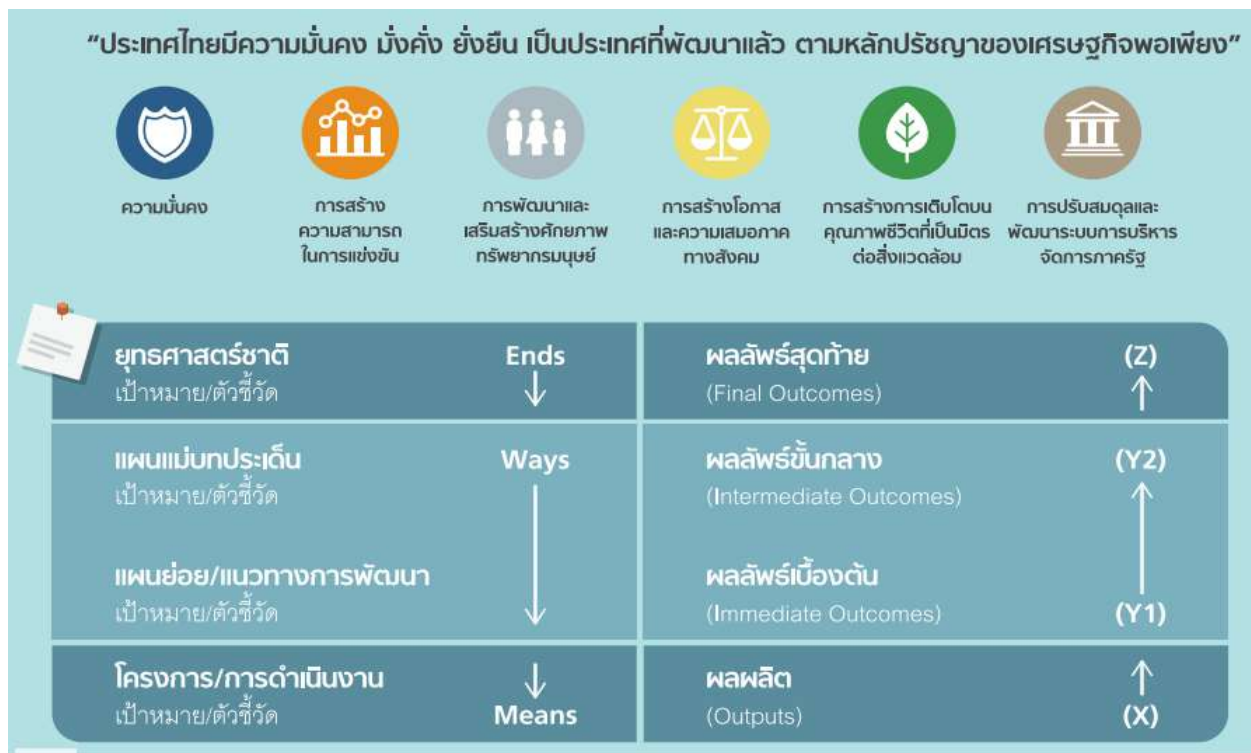 “ประเทศไทยมีความมั่นคง มั่งคั่ง ยั่งยืน เป็นประเทศที่พัฒนาแล้ว ตามหลักปรัชญาของเศรษฐกิจพอเพียง”
ความมั่นคง
การสร้าง
ความสามารถ
ในการแข่งขัน
การพัฒนาและ
เสริมสร้างศักยภาพ
ทรัพยากรมนุษย์
การสร้างโอกาส
และความเสมอภาค
ทางสังคม
การสร้างการเติบโตบน
คุณภาพชีวิตที่เป็นมิตร
ต่อสิ่งแวดล้อม
การปรับสมดุลและ
พัฒนาระบบการบริหาร
จัดการภาครัฐ
ยุทธศาสตร์ชาติ Ends ผลลัพธ์สุดท้าย (Z)
เป้าหมาย/ตัวชี้วัด (Final Outcomes)
แผนแม่บทประเด็น Ways ผลลัพธ์ขั้นกลาง (Y2)
เป้าหมาย/ตัวชี้วัด (Intermediate Outcomes)
แผนย่อย/แนวทางการพัฒนา ผลลัพธ์เบื้องต้น
เป้าหมาย/ตัวชี้วัด (Immediate Outcomes) (Y1)
โครงการ/การดำเนินงาน ผลผลิต
เป้าหมาย/ตัวชี้วัด Means (Outputs) (X)